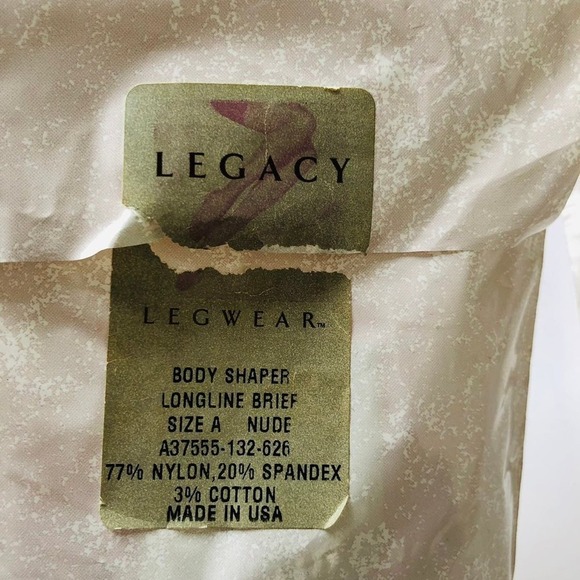 LEGACY
LEGWEAR™
BODY SHAPER
LONGLINE BRIEF
SIZE A NUDE
A37555-132-626
77% NYLON,20% SPANDEX
3% COTTON
MADE IN USA